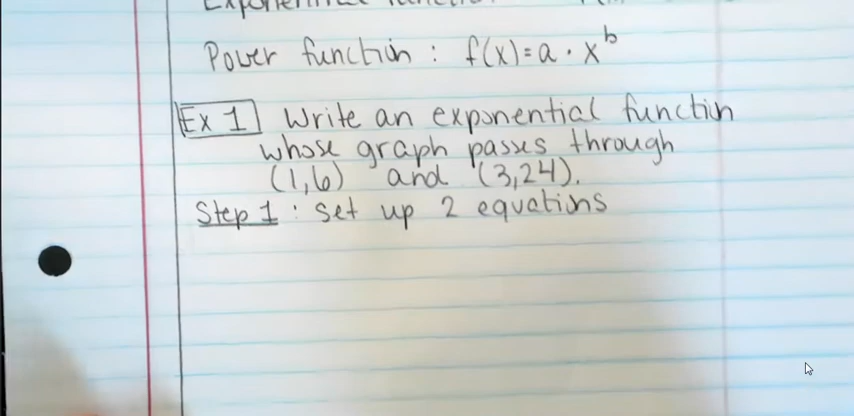 Power function : f(x) = a · x^b
Ex 1 Write an exponential function
whose graph passes through
(1,6) and (3,24).
Step 1 : set up 2 equations